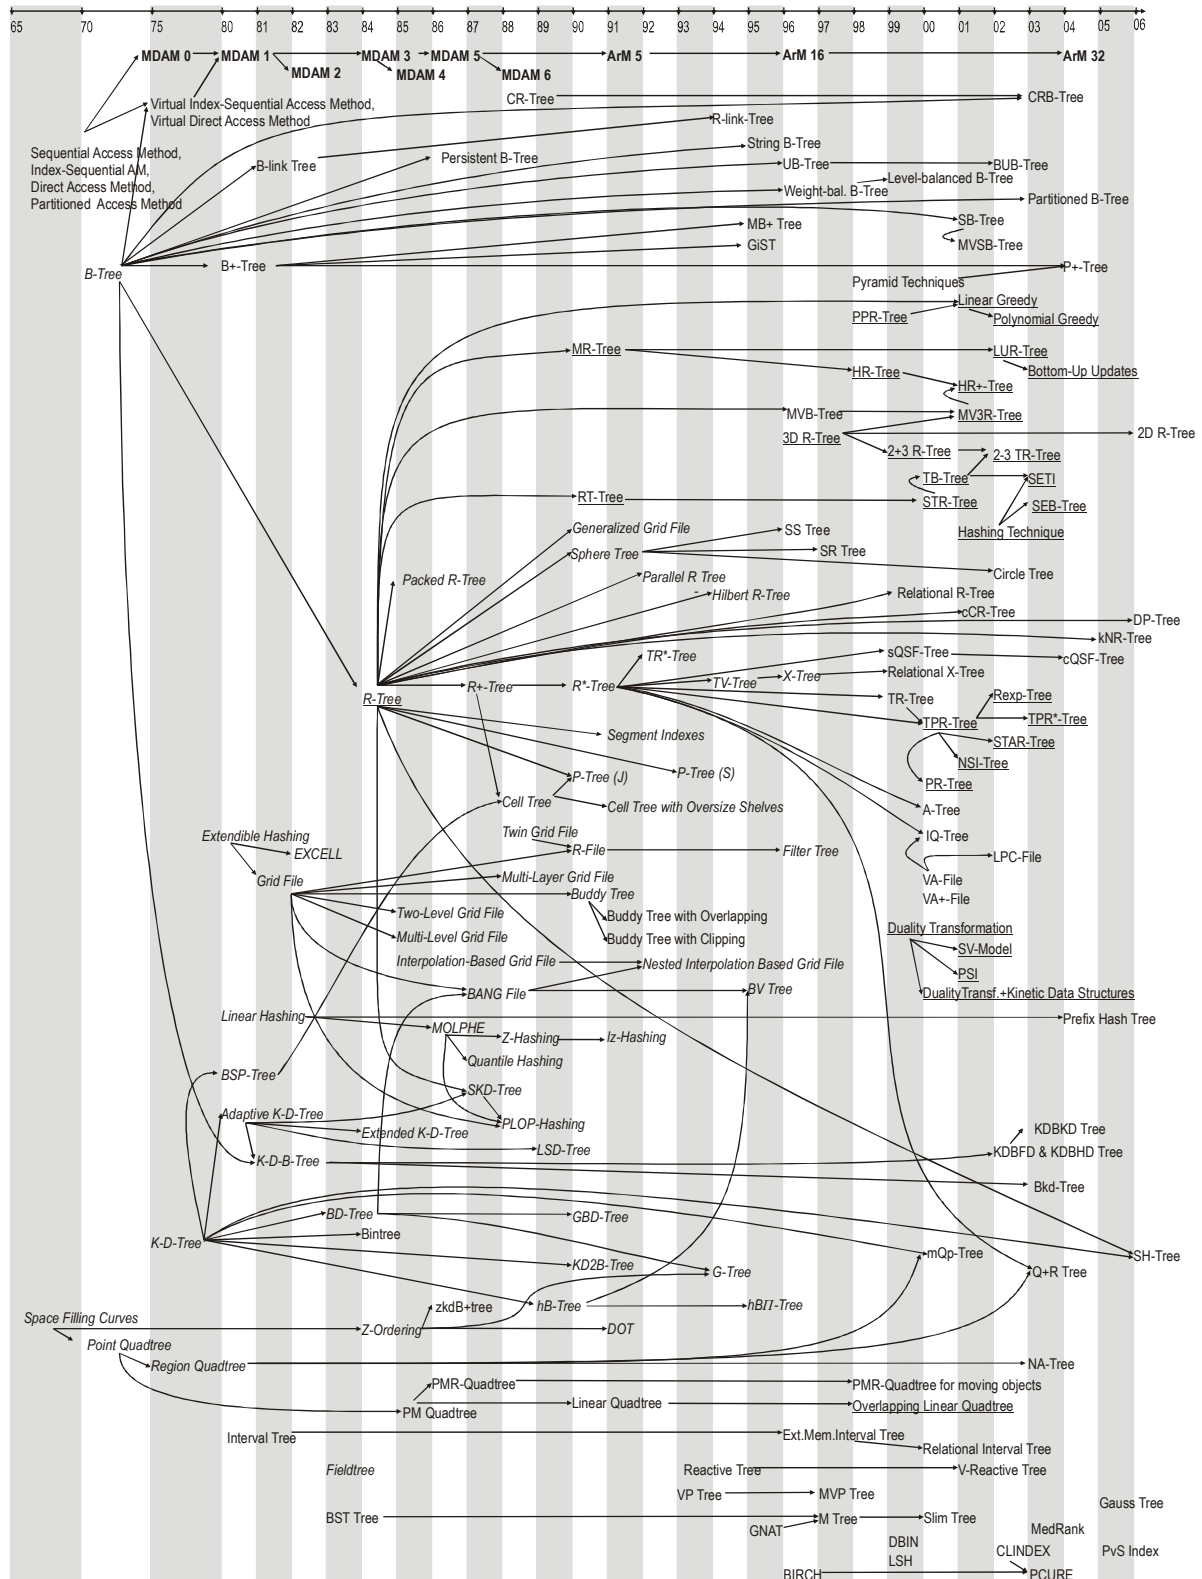 65 70 75 80 81 82 83 84 85 86 87 88 89 90 91 92 93 94 95 96 97 98 99 00 01 02 03 04 05 06
MDAM 0 MDAM 1 MDAM 3 MDAM 5 ArM 5 ArM 16 ArM 32
MDAM 2 MDAM 4 MDAM 6
CR-Tree CRB-Tree
Virtual Index-Sequential Access Method,
Virtual Direct Access Method
R-link-Tree
String B-Tree
Sequential Access Method,
Index-Sequential AM,
Direct Access Method,
Partitioned Access Method
B-link Tree
Persistent B-Tree
UB-Tree BUB-Tree
Level-balanced B-Tree
Weight-bal. B-Tree
Partitioned B-Tree
SB-Tree
MB+ Tree
MVSB-Tree
GiST
B-Tree B+-Tree P+-Tree
Pyramid Techniques
Linear Greedy
PPR-Tree Polynomial Greedy
MR-Tree LUR-Tree
HR-Tree Bottom-Up Updates
HR+-Tree
MVB-Tree MV3R-Tree
3D R-Tree 2D R-Tree
2+3 R-Tree 2-3 TR-Tree
TB-Tree SETI
RT-Tree STR-Tree SEB-Tree
Generalized Grid File SS Tree Hashing Technique
Sphere Tree SR Tree
Packed R-Tree Parallel R Tree Circle Tree
Hilbert R-Tree Relational R-Tree
cCR-Tree
DP-Tree
kNR-Tree
TR*-Tree sQSF-Tree cQSF-Tree
X-Tree Relational X-Tree
R-Tree R+-Tree R*-Tree TV-Tree
TR-Tree Rexp-Tree
TPR-Tree TPR*-Tree
Segment Indexes STAR-Tree
NSI-Tree
P-Tree (J) P-Tree (S) PR-Tree
Cell Tree Cell Tree with Oversize Shelves A-Tree
Extendible Hashing Twin Grid File IQ-Tree
EXCELL R-File Filter Tree LPC-File
Grid File Multi-Layer Grid File VA-File
Buddy Tree VA+-File
Two-Level Grid File Buddy Tree with Overlapping
Duality Transformation
Multi-Level Grid File Buddy Tree with Clipping
SV-Model
Interpolation-Based Grid File Nested Interpolation Based Grid File
PSI
BANG File BV Tree DualityTransf.+Kinetic Data Structures
Linear Hashing Prefix Hash Tree
MOLPHE Z-Hashing Iz-Hashing
Quantile Hashing
BSP-Tree
SKD-Tree
Adaptive K-D-Tree
PLOP-Hashing
Extended K-D-Tree KDBKD Tree
LSD-Tree KDBFD & KDBHD Tree
K-D-B-Tree
Bkd-Tree
BD-Tree GBD-Tree
K-D-Tree Bintree
mQp-Tree SH-Tree
KD2B-Tree G-Tree Q+R Tree
zkdB+tree hB-Tree hBΠ-Tree
Space Filling Curves
Z-Ordering DOT
Point Quadtree
Region Quadtree NA-Tree
PMR-Quadtree PMR-Quadtree for moving objects
PM Quadtree Linear Quadtree Overlapping Linear Quadtree
Interval Tree Ext.Mem.Interval Tree
Relational Interval Tree
Fieldtree Reactive Tree V-Reactive Tree
VP Tree MVP Tree
Gauss Tree
BST Tree M Tree Slim Tree
GNAT MedRank
DBIN
LSH CLINDEX PvS Index
BIRCH PCURE